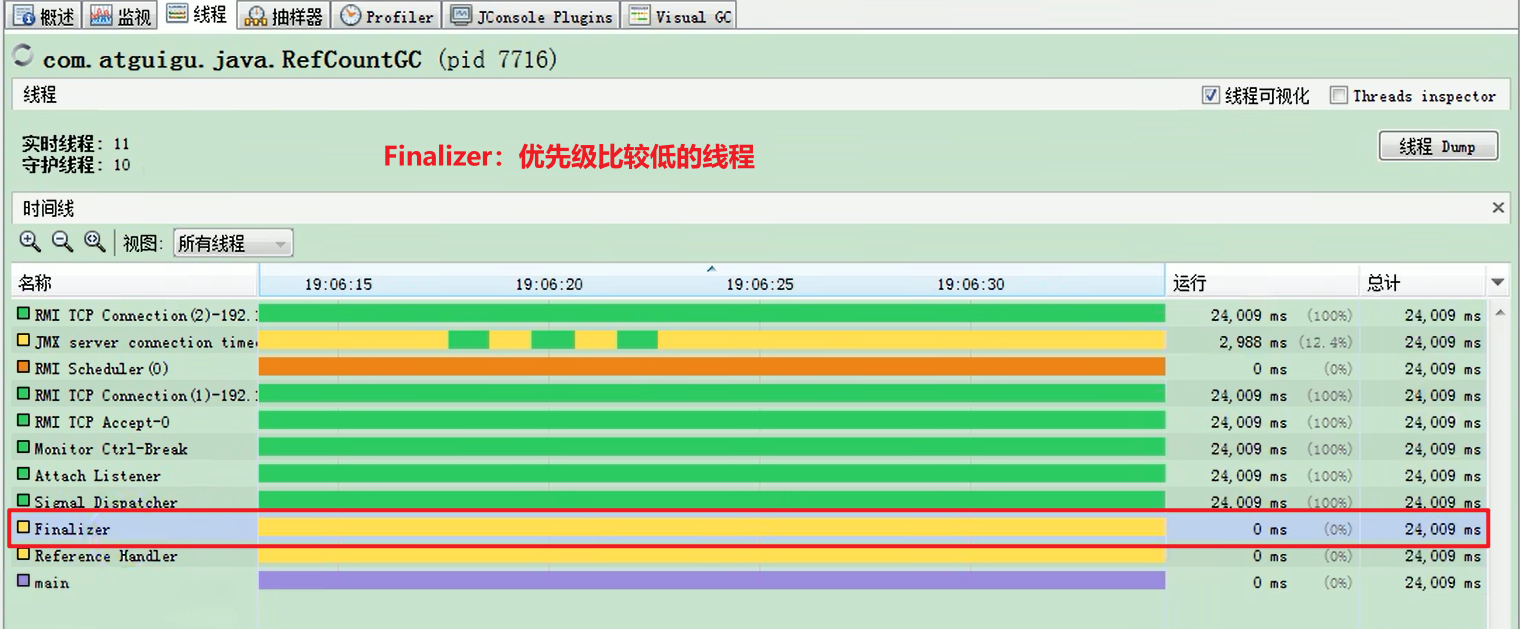 概述 监视 线程 抽样器 Profiler JConsole Plugins Visual GC
com.atguigu.java.RefCountGC (pid 7716)
线程 线程可视化 Threads inspector
实时线程: 11
守护线程: 10
Finalizer：优先级比较低的线程
线程 Dump
时间线
视图: 所有线程
名称 19:06:15 19:06:20 19:06:25 19:06:30 运行 总计
RMI TCP Connection(2)-192. 24,009 ms (100%) 24,009 ms
JMX server connection time 2,988 ms (12.4%) 24,009 ms
RMI Scheduler(0) 0 ms (0%) 24,009 ms
RMI TCP Connection(1)-192. 24,009 ms (100%) 24,009 ms
RMI TCP Accept-0 24,009 ms (100%) 24,009 ms
Monitor Ctrl-Break 24,009 ms (100%) 24,009 ms
Attach Listener 24,009 ms (100%) 24,009 ms
Signal Dispatcher 24,009 ms (100%) 24,009 ms
Finalizer 0 ms (0%) 24,009 ms
Reference Handler 0 ms (0%) 24,009 ms
main 0 ms (0%) 24,009 ms